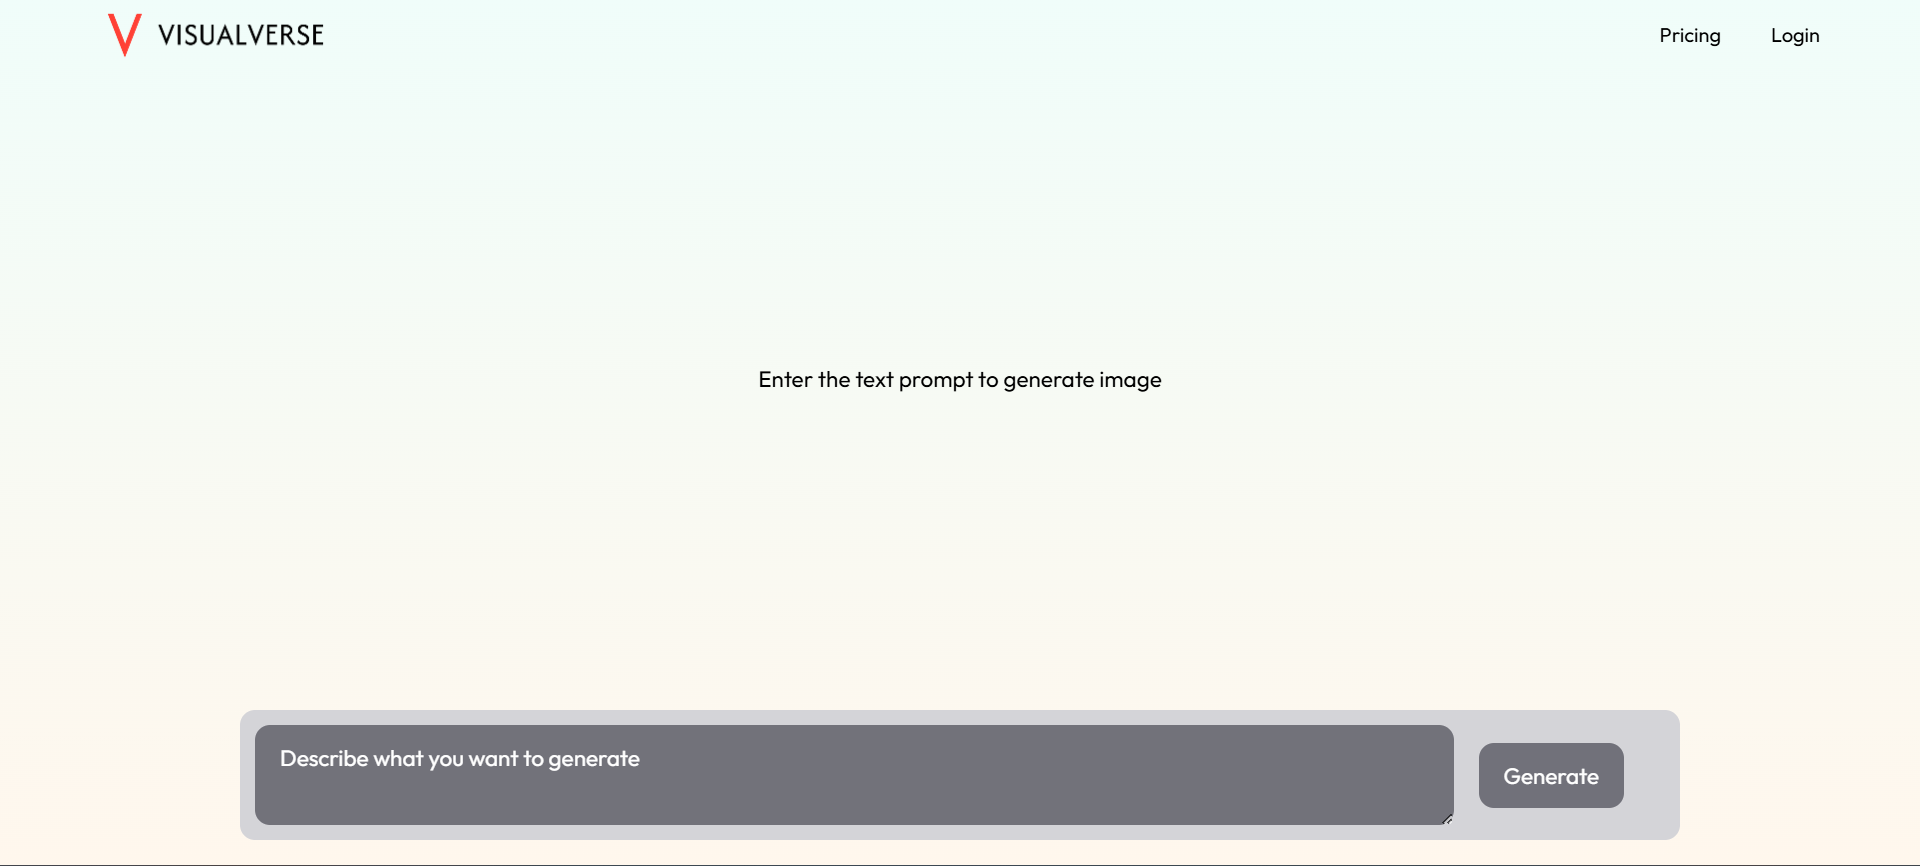 VISUALVERSE
Pricing
Login
Enter the text prompt to generate image
Describe what you want to generate
Generate